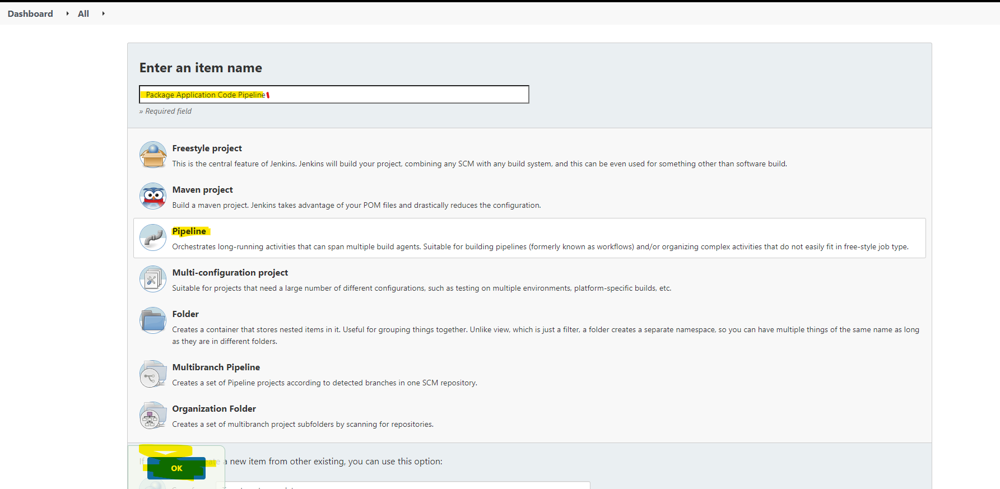 Dashboard All
Enter an item name
Package Application Code Pipeline
» Required field
Freestyle project
This is the central feature of Jenkins. Jenkins will build your project, combining any SCM with any build system, and this can be even used for something other than software build.
Maven project
Build a maven project. Jenkins takes advantage of your POM files and drastically reduces the configuration.
Pipeline
Orchestrates long-running activities that can span multiple build agents. Suitable for building pipelines (formerly known as workflows) and/or organizing complex activities that do not easily fit in free-style job type.
Multi-configuration project
Suitable for projects that need a large number of different configurations, such as testing on multiple environments, platform-specific builds, etc.
Folder
Creates a container that stores nested items in it. Useful for grouping things together. Unlike view, which is just a filter, a folder creates a separate namespace, so you can have multiple things of the same name as long
as they are in different folders.
Multibranch Pipeline
Creates a set of Pipeline projects according to detected branches in one SCM repository.
Organization Folder
Creates a set of multibranch project subfolders by scanning for repositories.
If a new item from other existing, you can use this option:
OK